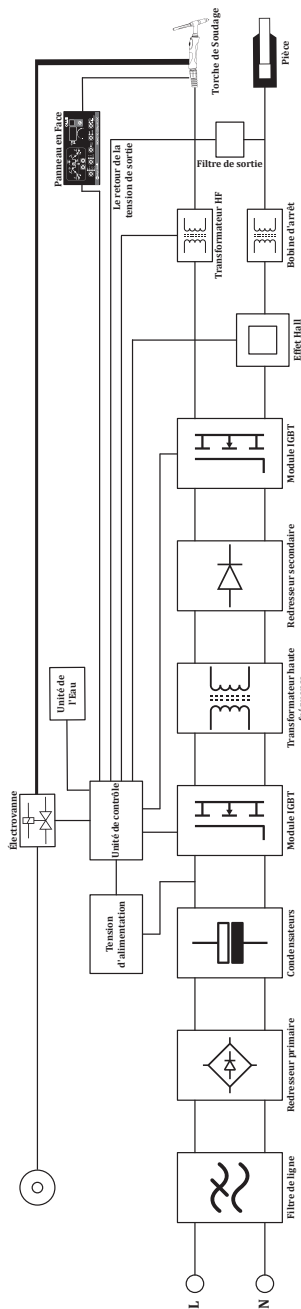 Panneau en Face
Torche de Soudage
Pièce
Le retour de la
tension de sortie
Filtre de sortie
Transformateur HF
Bobine d'arrêt
Effet Hall
Électrovanne
Unité de
l'Eau
Unité de contrôle
Tension
d'alimentation
L
N
Filtre de ligne
Redresseur primaire
Condensateurs
Module IGBT
Transformateur haute
Redresseur secondaire
Module IGBT